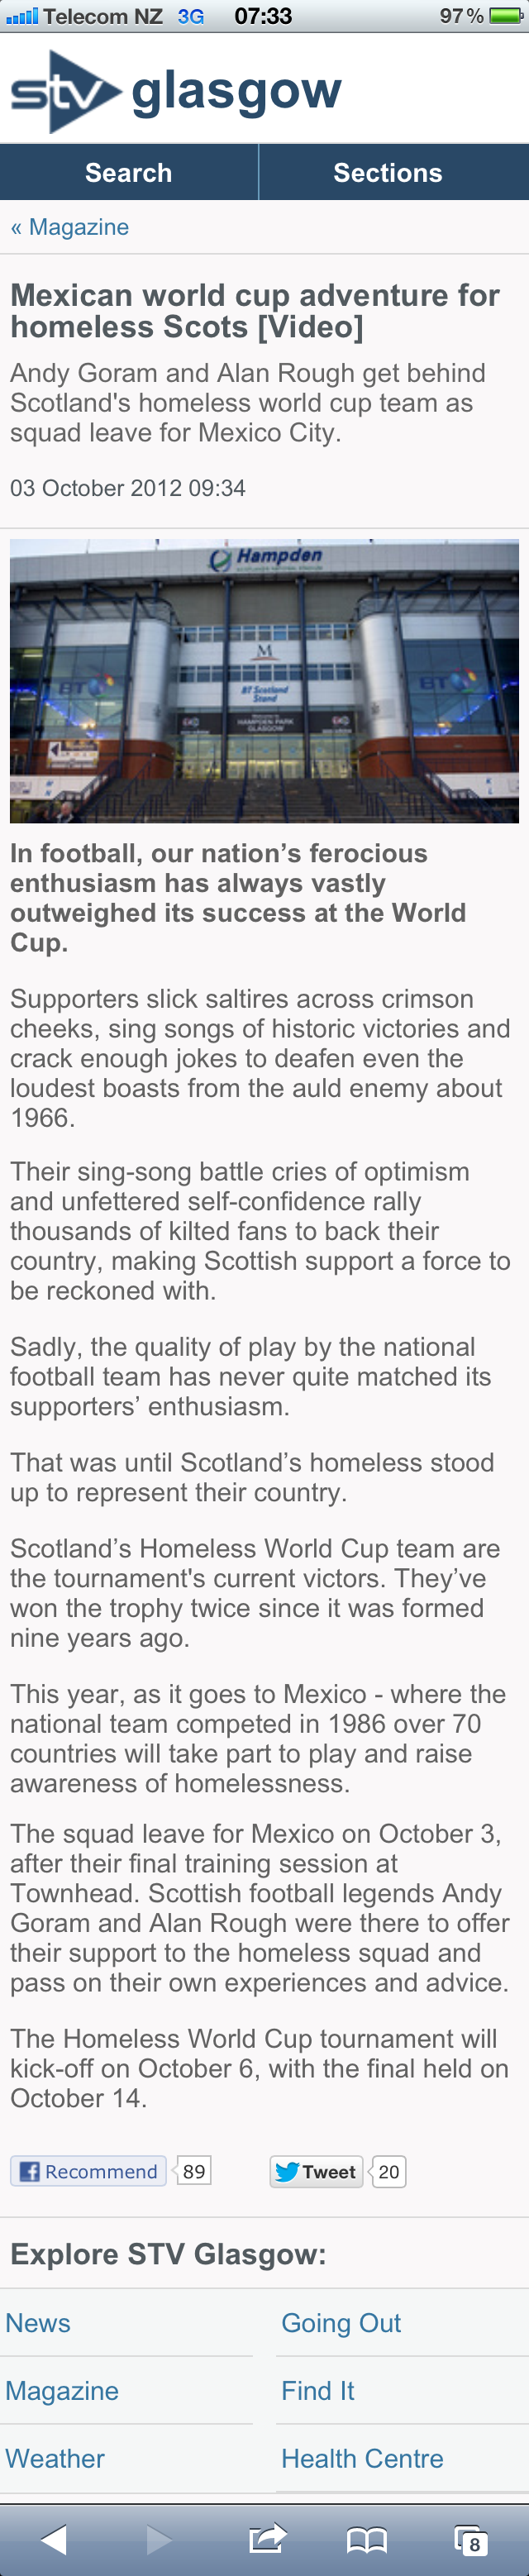 Telecom NZ 3G 07:33 97%
stv glasgow
Search Sections
« Magazine
Mexican world cup adventure for
homeless Scots [Video]
Andy Goram and Alan Rough get behind
Scotland's homeless world cup team as
squad leave for Mexico City.
03 October 2012 09:34
Hampden
M
BT BT
BT Scotland
Stand
HAMPDEN PARK
GLASGOW
In football, our nation’s ferocious
enthusiasm has always vastly
outweighed its success at the World
Cup.
Supporters slick saltires across crimson
cheeks, sing songs of historic victories and
crack enough jokes to deafen even the
loudest boasts from the auld enemy about
1966.
Their sing-song battle cries of optimism
and unfettered self-confidence rally
thousands of kilted fans to back their
country, making Scottish support a force to
be reckoned with.
Sadly, the quality of play by the national
football team has never quite matched its
supporters’ enthusiasm.
That was until Scotland’s homeless stood
up to represent their country.
Scotland’s Homeless World Cup team are
the tournament's current victors. They’ve
won the trophy twice since it was formed
nine years ago.
This year, as it goes to Mexico - where the
national team competed in 1986 over 70
countries will take part to play and raise
awareness of homelessness.
The squad leave for Mexico on October 3,
after their final training session at
Townhead. Scottish football legends Andy
Goram and Alan Rough were there to offer
their support to the homeless squad and
pass on their own experiences and advice.
The Homeless World Cup tournament will
kick-off on October 6, with the final held on
October 14.
Recommend 89 Tweet 20
Explore STV Glasgow:
News Going Out
Magazine Find It
Weather Health Centre
8